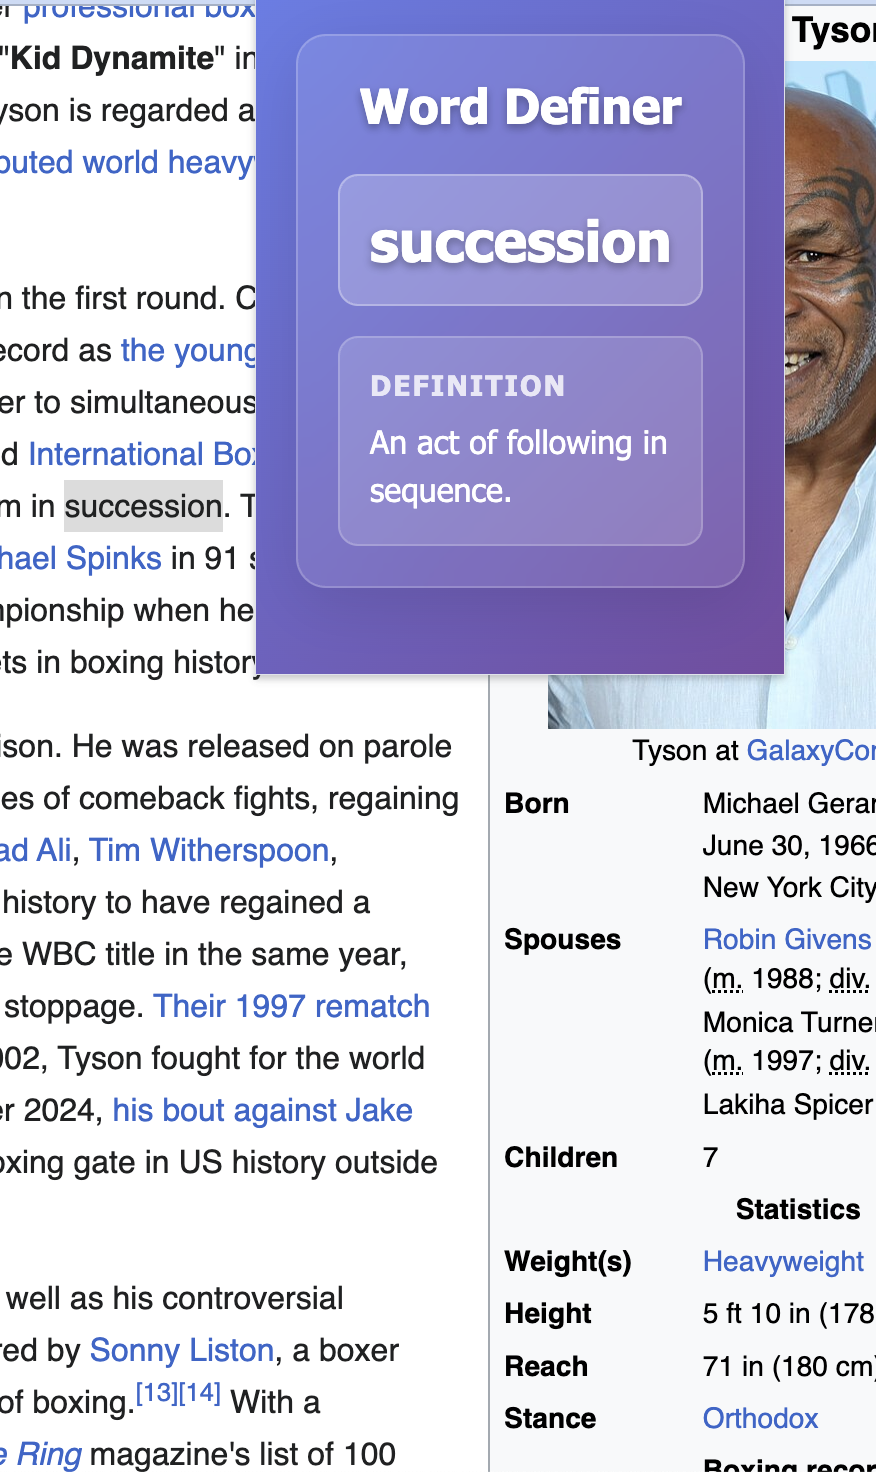 er professional box
"Kid Dynamite" in
yson is regarded a
puted world heavy
n the first round. C
ecord as the young
er to simultaneous
d International Box
m in succession. T
hael Spinks in 91 s
npionship when he
ts in boxing history
ison. He was released on parole
es of comeback fights, regaining
ad Ali, Tim Witherspoon,
history to have regained a
e WBC title in the same year,
stoppage. Their 1997 rematch
002, Tyson fought for the world
er 2024, his bout against Jake
oxing gate in US history outside
well as his controversial
red by Sonny Liston, a boxer
of boxing.[13][14] With a
e Ring magazine's list of 100
Word Definer
succession
DEFINITION
An act of following in
sequence.
Tyson
Tyson at GalaxyCon
Born Michael Gerar
June 30, 1966
New York City
Spouses Robin Givens
(m. 1988; div.
Monica Turner
(m. 1997; div.
Lakiha Spicer
Children 7
Statistics
Weight(s) Heavyweight
Height 5 ft 10 in (178
Reach 71 in (180 cm)
Stance Orthodox
Boxing recor